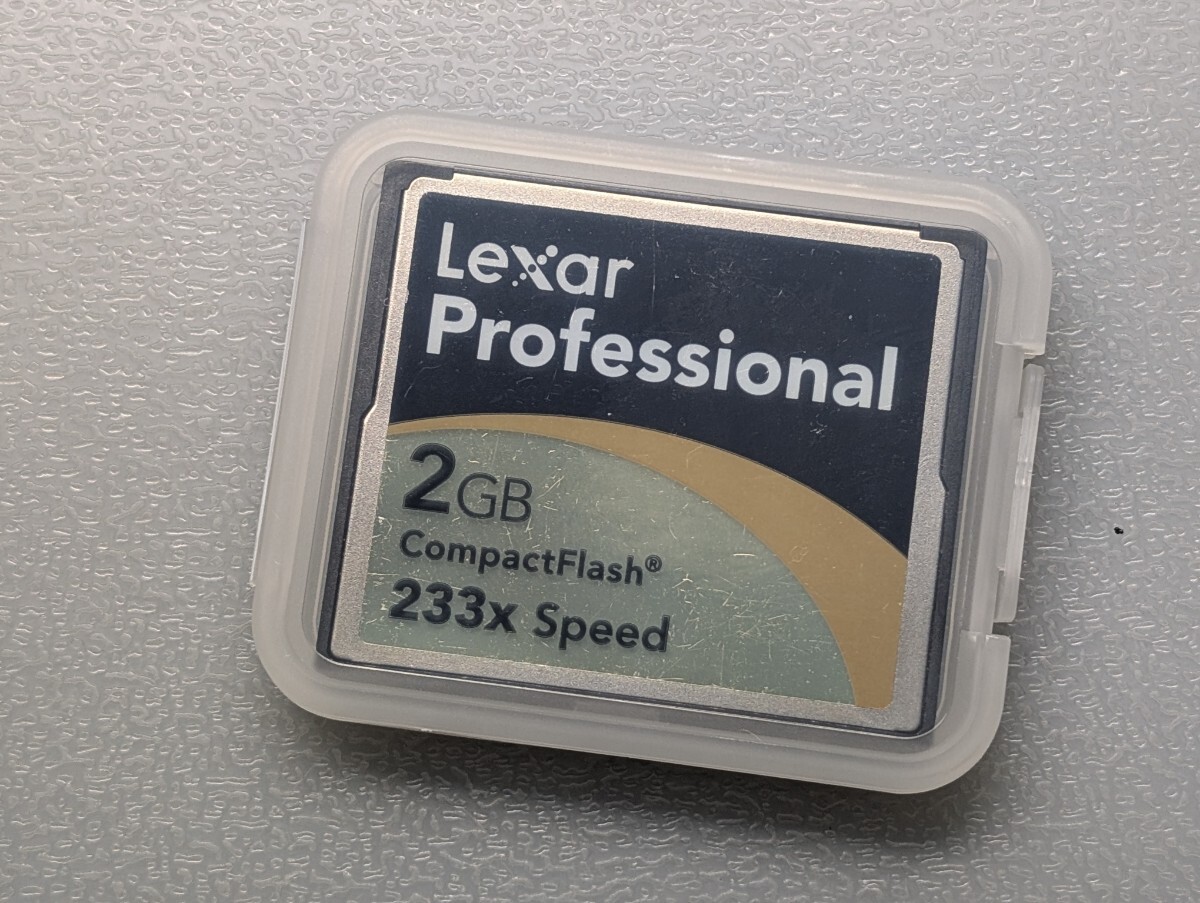 Lexar
Professional
2GB
CompactFlash®
233x Speed